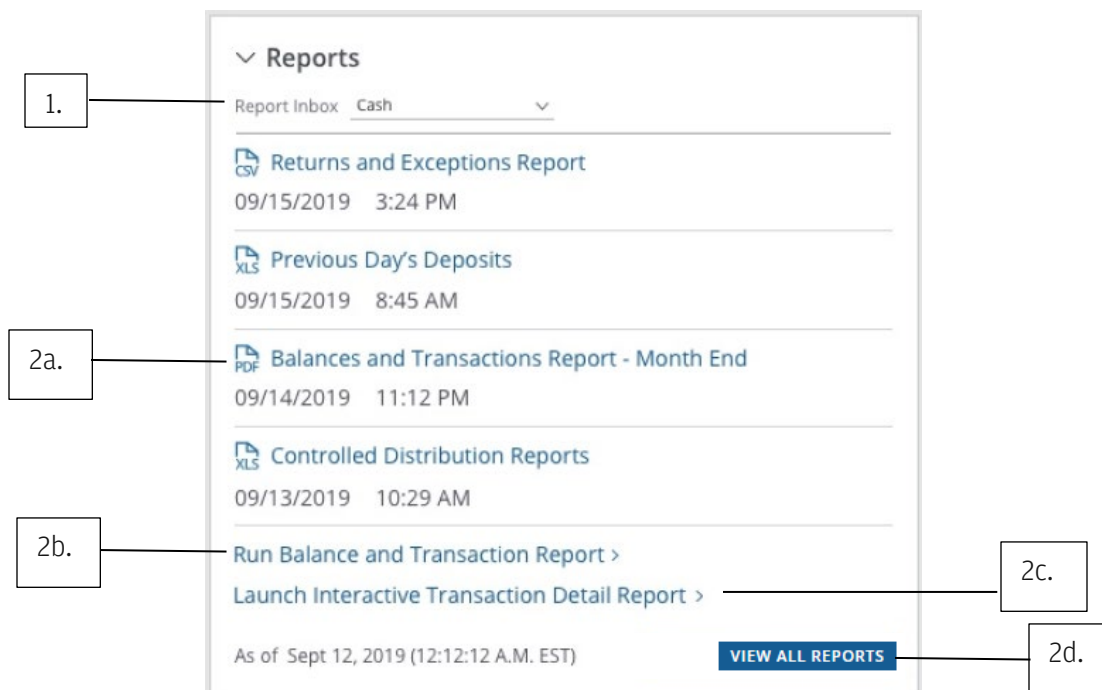 Reports
1.
Report Inbox Cash
CSV Returns and Exceptions Report
09/15/2019 3:24 PM
XLS Previous Day's Deposits
09/15/2019 8:45 AM
2a.
PDF Balances and Transactions Report - Month End
09/14/2019 11:12 PM
XLS Controlled Distribution Reports
09/13/2019 10:29 AM
2b.
Run Balance and Transaction Report >
2c.
Launch Interactive Transaction Detail Report >
As of Sept 12, 2019 (12:12:12 A.M. EST) VIEW ALL REPORTS
2d.